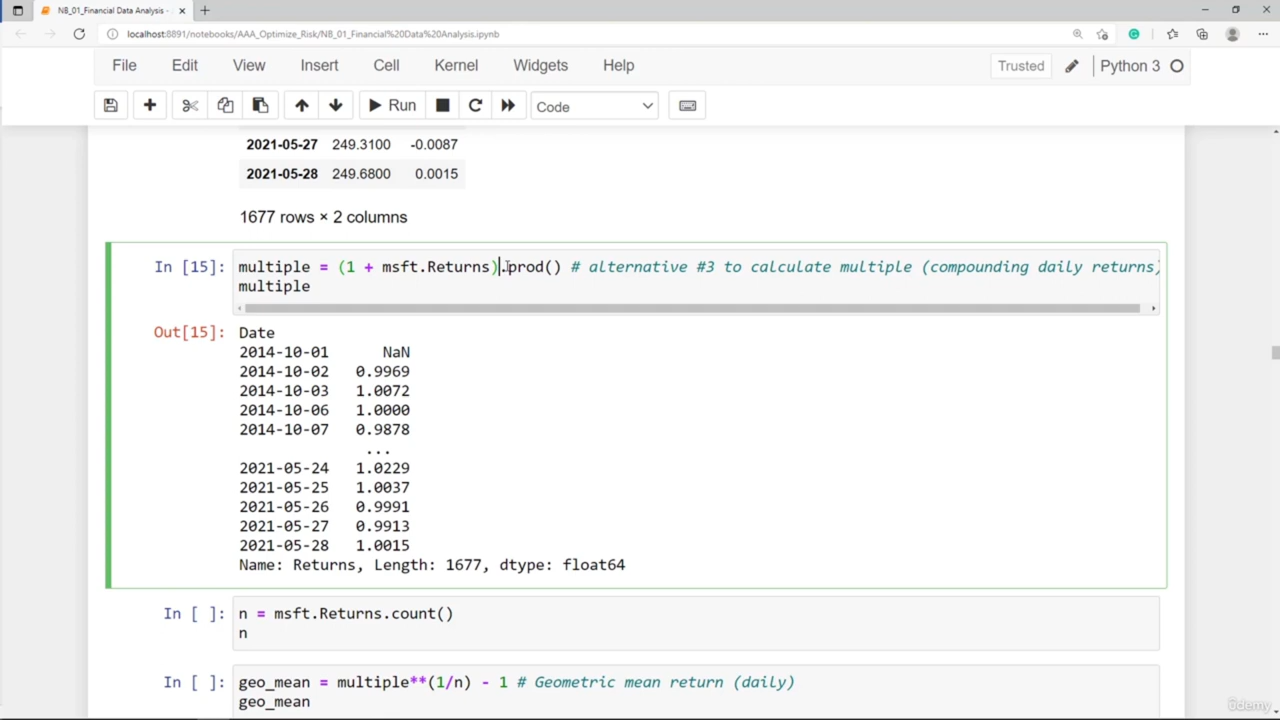 NB_01_Financial Data Analysis -
localhost:8891/notebooks/AAA_Optimize_Risk/NB_01_Financial%20Data%20Analysis.ipynb
File Edit View Insert Cell Kernel Widgets Help Trusted Python 3
Run Code
2021-05-27 249.3100 -0.0087
2021-05-28 249.6800 0.0015
1677 rows × 2 columns
In [15]: multiple = (1 + msft.Returns).prod() # alternative #3 to calculate multiple (compounding daily returns)
multiple
Out[15]: Date
2014-10-01 NaN
2014-10-02 0.9969
2014-10-03 1.0072
2014-10-06 1.0000
2014-10-07 0.9878
...
2021-05-24 1.0229
2021-05-25 1.0037
2021-05-26 0.9991
2021-05-27 0.9913
2021-05-28 1.0015
Name: Returns, Length: 1677, dtype: float64
In [ ]: n = msft.Returns.count()
n
In [ ]: geo_mean = multiple**(1/n) - 1 # Geometric mean return (daily)
geo_mean
ûdemy